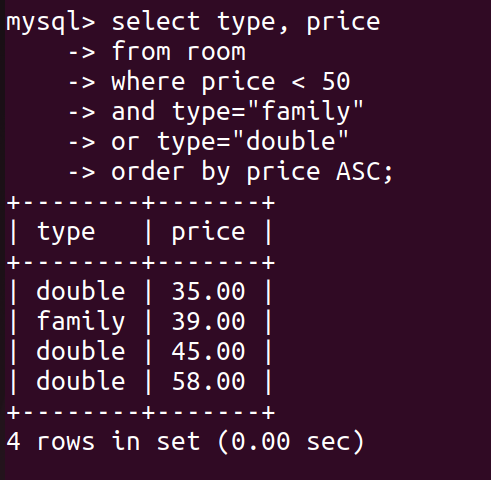 mysql> select type, price
    -> from room
    -> where price < 50
    -> and type="family"
    -> or type="double"
    -> order by price ASC;
+--------+-------+
| type   | price |
+--------+-------+
| double | 35.00 |
| family | 39.00 |
| double | 45.00 |
| double | 58.00 |
+--------+-------+
4 rows in set (0.00 sec)